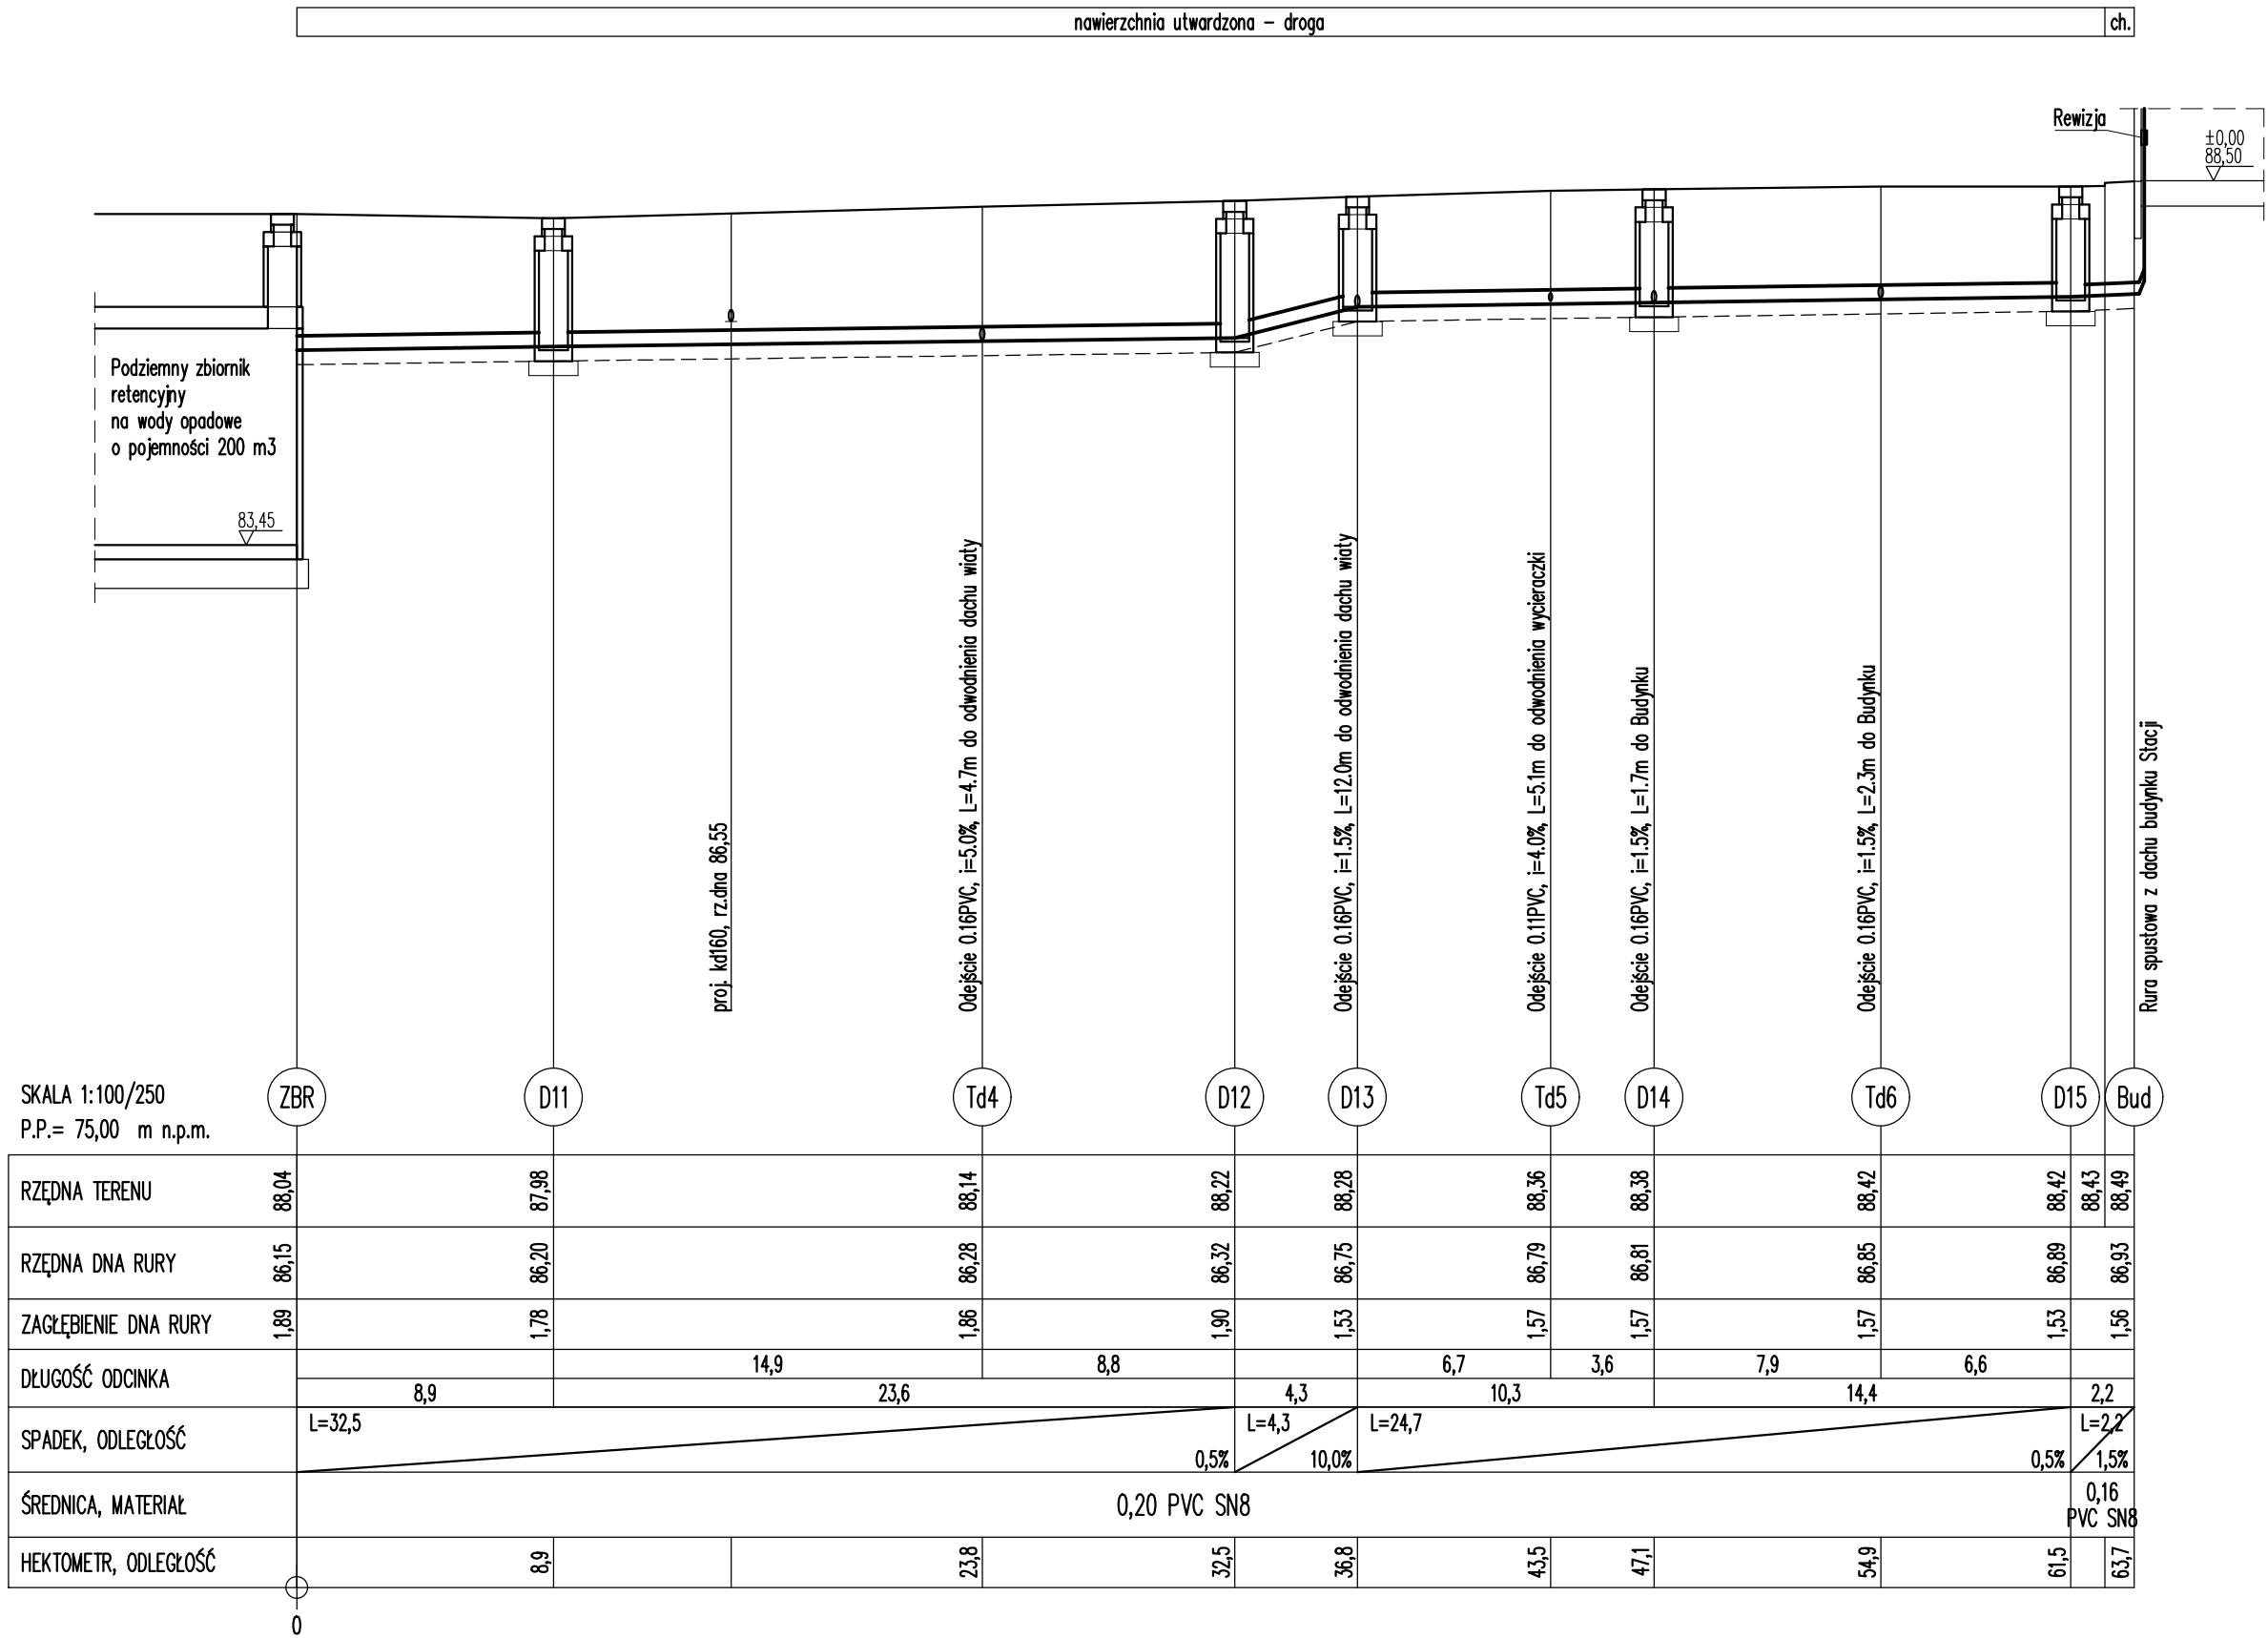 nawierzchnia utwardzona – droga
ch.
Rewizja
±0,00
88,50
Podziemny zbiornik
retencyjny
na wody opadowe
o pojemności 200 m3
83,45
proj. kd160, rz.dna 86,55
Odejście 0.16PVC, i=5.0%, L=4.7m do odwodnienia dachu wiaty
Odejście 0.16PVC, i=1.5%, L=12.0m do odwodnienia dachu wiaty
Odejście 0.11PVC, i=4.0%, L=5.1m do odwodnienia wycieraczki
Odejście 0.16PVC, i=1.5%, L=1.7m do Budynku
Odejście 0.16PVC, i=1.5%, L=2.3m do Budynku
Rura spustowa z dachu budynku Stacji
SKALA 1:100/250
P.P.= 75,00 m n.p.m.
ZBR D11 Td4 D12 D13 Td5 D14 Td6 D15 Bud
RZĘDNA TERENU 88,04 87,98 88,14 88,22 88,28 88,36 88,38 88,42 88,42 88,43 88,49
RZĘDNA DNA RURY 86,15 86,20 86,28 86,32 86,75 86,79 86,81 86,85 86,89 86,93
ZAGŁĘBIENIE DNA RURY 1,89 1,78 1,86 1,90 1,53 1,57 1,57 1,57 1,53 1,56
DŁUGOŚĆ ODCINKA
14,9 8,8 6,7 3,6 7,9 6,6
8,9 23,6 4,3 10,3 14,4 2,2
SPADEK, ODLEGŁOŚĆ
L=32,5 L=4,3 L=24,7 L=2,2
0,5% 10,0% 0,5% 1,5%
ŚREDNICA, MATERIAŁ
0,20 PVC SN8
0,16
PVC SN8
HEKTOMETR, ODLEGŁOŚĆ 8,9 23,8 32,5 36,8 43,5 47,1 54,9 61,5 63,7
0